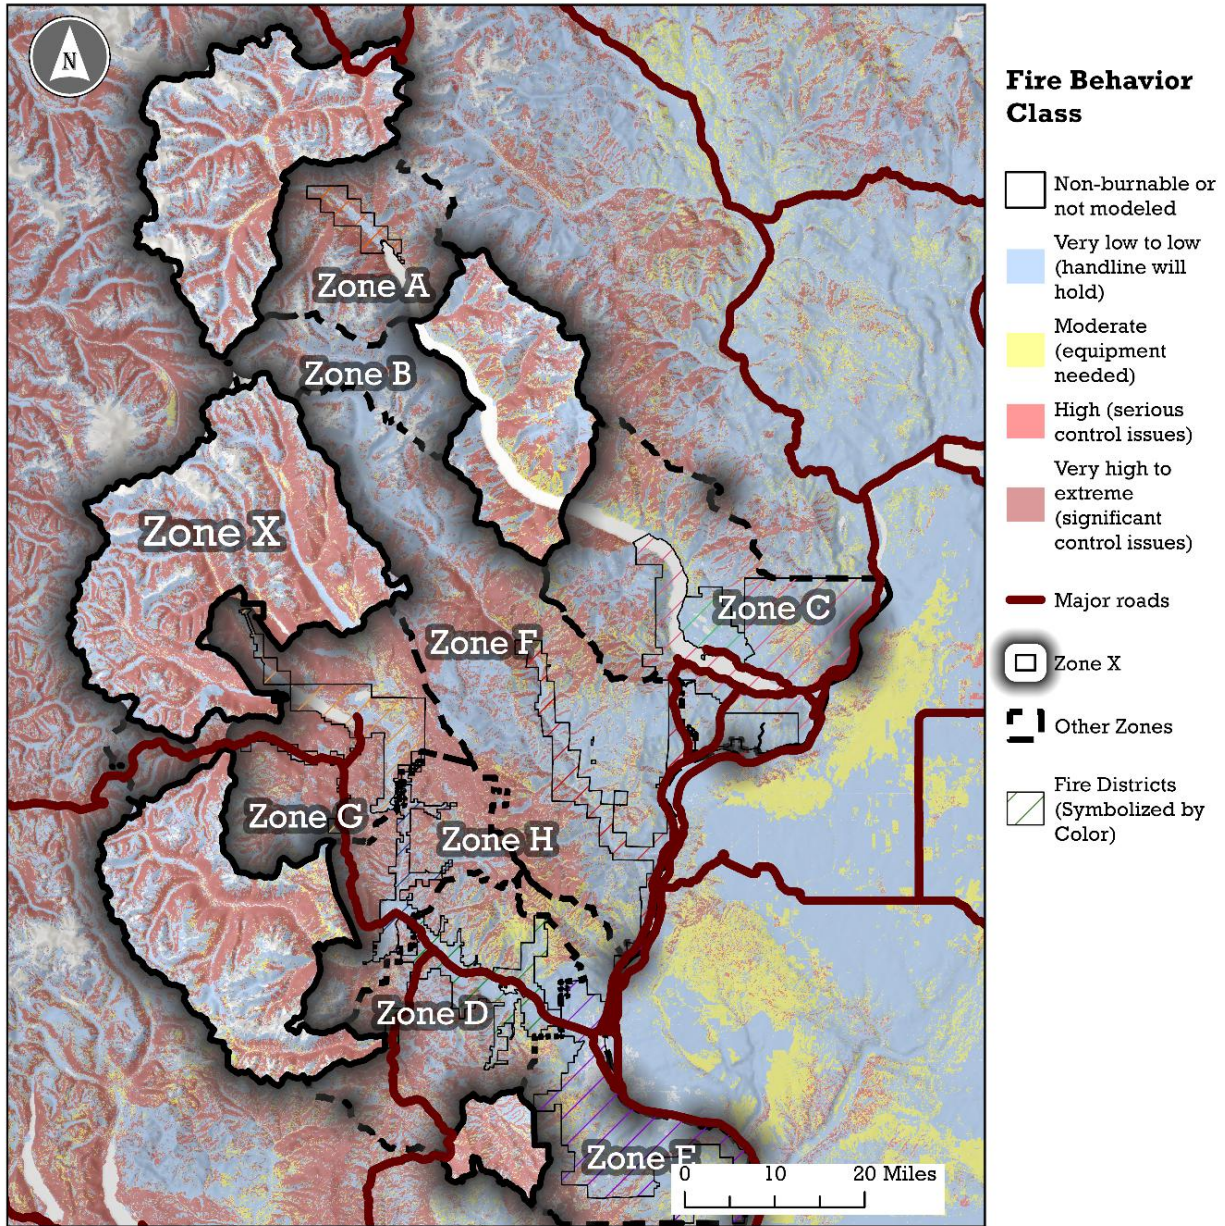 N
Zone A
Zone B
Zone X
Zone C
Zone F
Zone G
Zone H
Zone D
Zone E
0 10 20 Miles
Fire Behavior
Class
Non-burnable or
not modeled
Very low to low
(handline will
hold)
Moderate
(equipment
needed)
High (serious
control issues)
Very high to
extreme
(significant
control issues)
Major roads
Zone X
Other Zones
Fire Districts
(Symbolized by
Color)